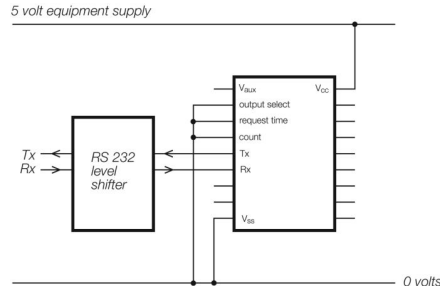 5 volt equipment supply
Vaux Vcc
output select
request time
count
Tx Tx
Rx Rx
RS 232
level
shifter
Vss
0 volts